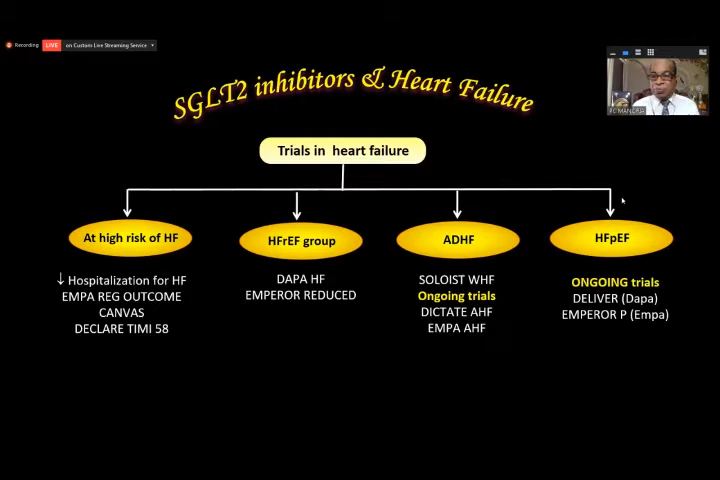 Recording
LIVE
on Custom Live Streaming Service
SGLT2 inhibitors & Heart Failure
Trials in heart failure
At high risk of HF
↓ Hospitalization for HF
EMPA REG OUTCOME
CANVAS
DECLARE TIMI 58
HFrEF group
DAPA HF
EMPEROR REDUCED
ADHF
SOLOIST WHF
Ongoing trials
DICTATE AHF
EMPA AHF
HFpEF
ONGOING trials
DELIVER (Dapa)
EMPEROR P (Empa)